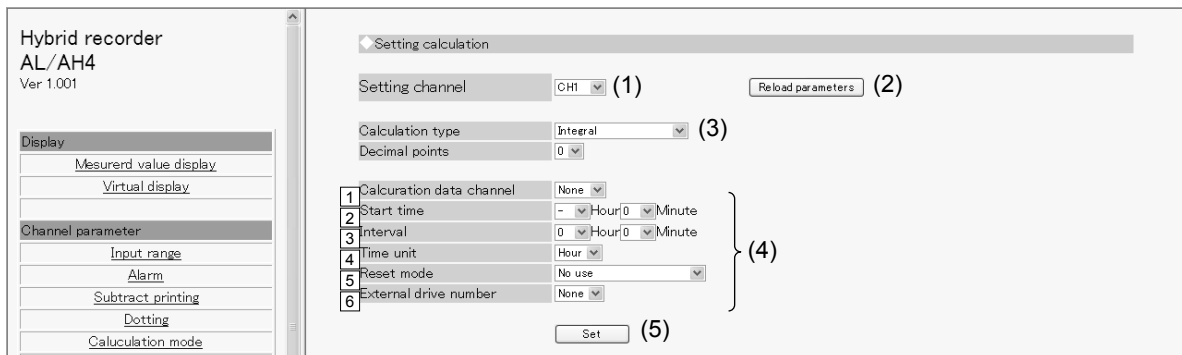 Hybrid recorder
AL/AH4
Ver 1.001
Display
Mesurerd value display
Virtual display
Channel parameter
Input range
Alarm
Subtract printing
Dotting
Caluculation mode
Setting calculation
Setting channel CH1 (1) Reload parameters (2)
Calculation type Integral (3)
Decimal points 0
1 Calcuration data channel None
2 Start time - Hour 0 Minute
3 Interval 0 Hour 0 Minute
4 Time unit Hour
5 Reset mode No use
6 External drive number None
(4)
Set (5)